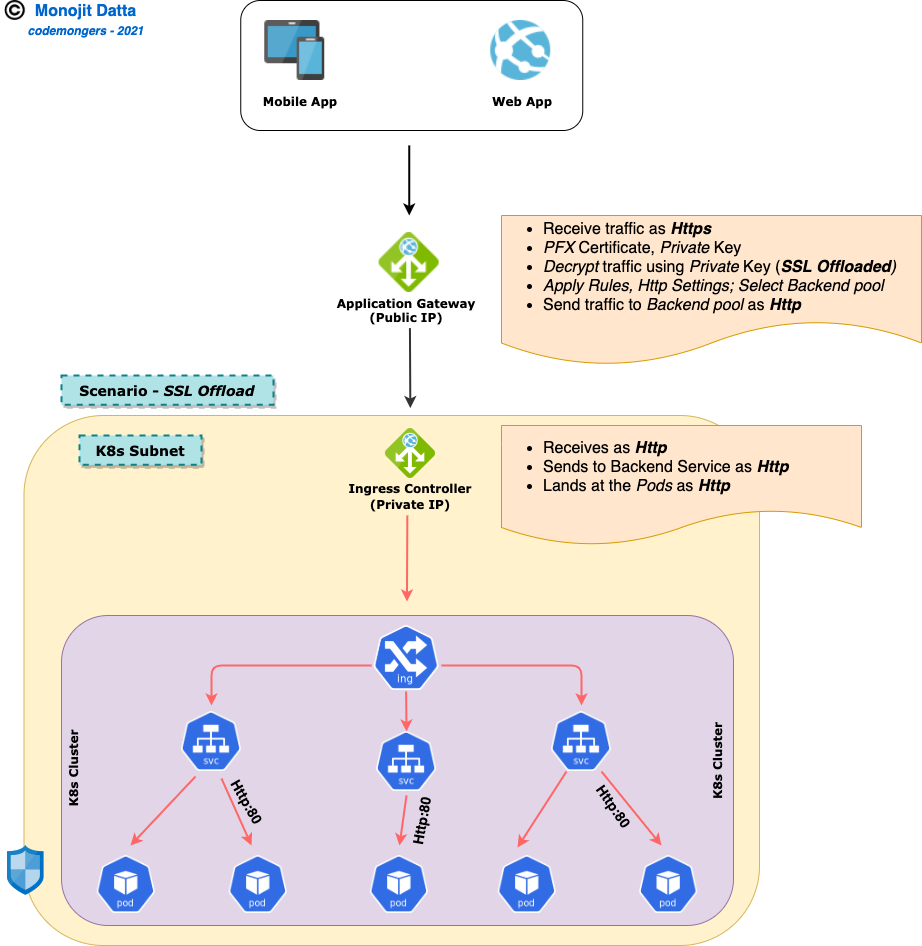 © Monojit Datta
codemongers - 2021
Mobile App
Web App
Application Gateway
(Public IP)
• Receive traffic as Https
• PFX Certificate, Private Key
• Decrypt traffic using Private Key (SSL Offloaded)
• Apply Rules, Http Settings; Select Backend pool
• Send traffic to Backend pool as Http
Scenario - SSL Offload
K8s Subnet
Ingress Controller
(Private IP)
• Receives as Http
• Sends to Backend Service as Http
• Lands at the Pods as Http
ing
svc
svc
svc
K8s Cluster
K8s Cluster
Http:80
Http:80
Http:80
pod
pod
pod
pod
pod